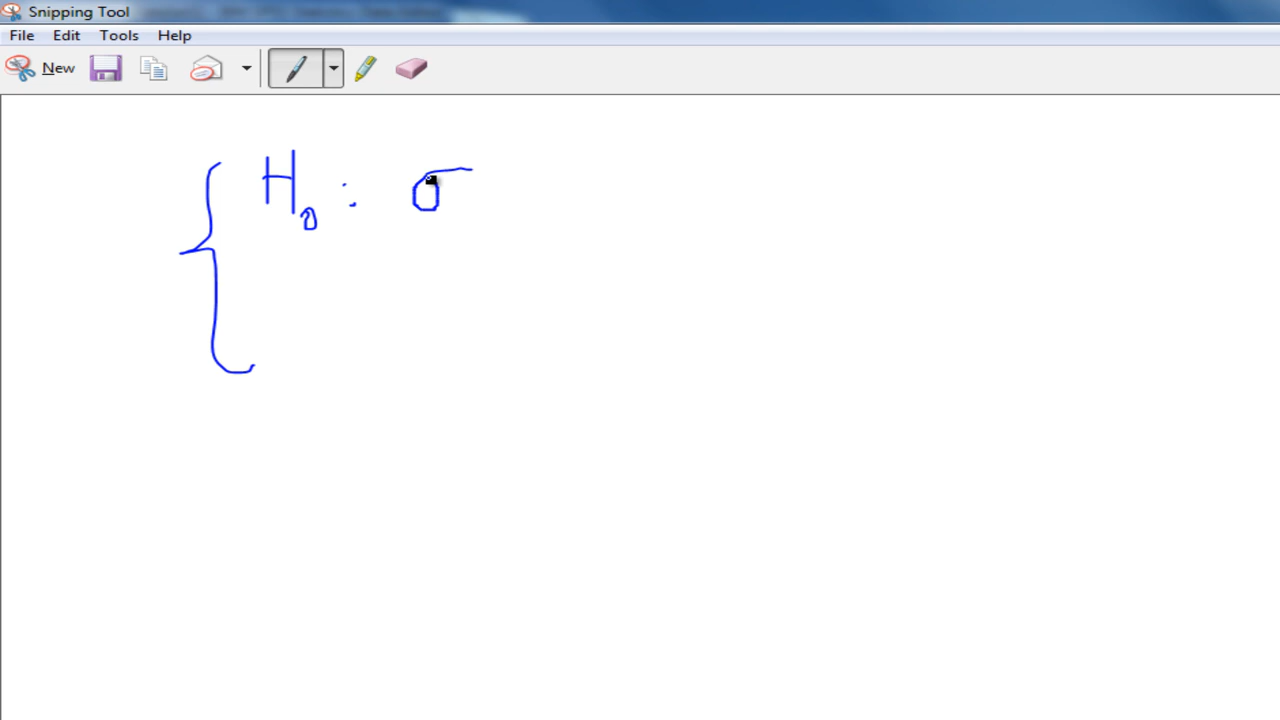 Snipping Tool
File Edit Tools Help
New
H₀ : σ